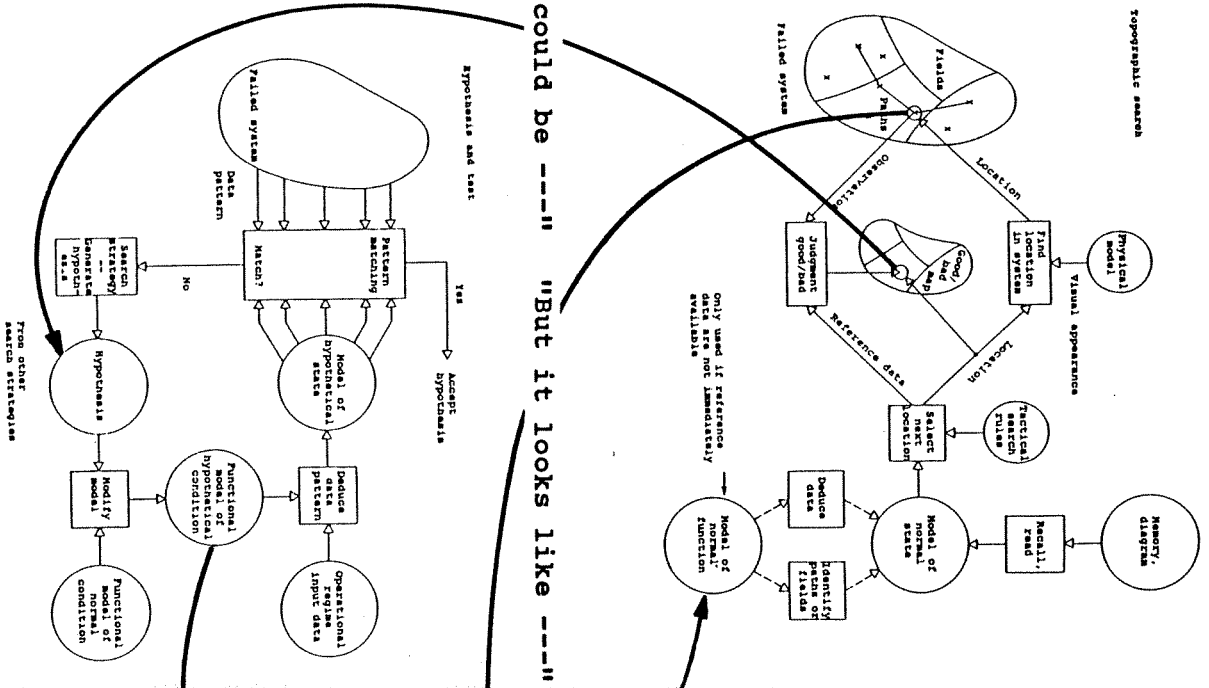 Topographic search
Failed system
Fields
Paths
x
x
x
x
Location
Observation
Good/
bad
map
Find
location
in system
Physical
model
Visual appearance
Judgment
good/bad
Reference data
Location
Select
next
location
Tactical
search
rules
Only used if reference
data are not immediately
available
Model of
normal
function
Deduce
data
Identify
paths or
fields
Model of
normal
state
Recall,
read
Memory,
diagram
could be ---" "But it looks like ---"
Hypothesis and test
Failed system
Data
pattern
Pattern
matching
Match?
Yes
Accept
hypothesis
No
Search
strategy
--
Generate
hypoth-
Hypothesis
From other
search strategies
Model of
hypothetical
state
Deduce
data
pattern
Operational
regime
input data
Functional
model of
hypothetical
condition
Modify
model
Functional
model of
normal
condition